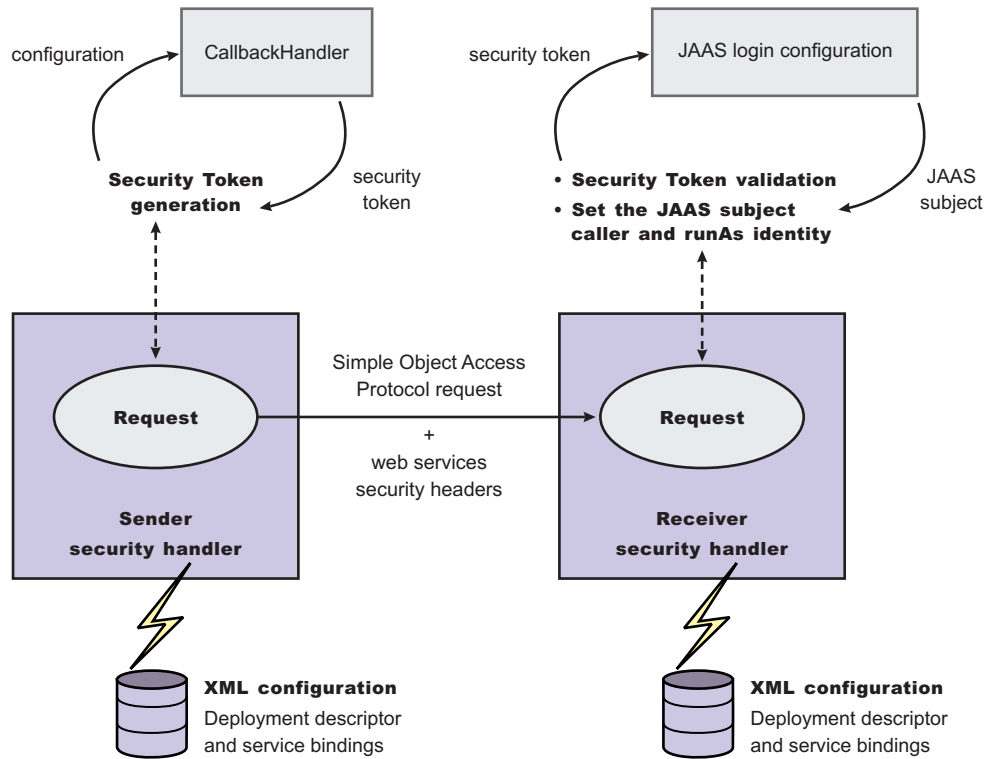 configuration
CallbackHandler
security token
JAAS login configuration
Security Token
generation
security
token
• Security Token validation
• Set the JAAS subject
caller and runAs identity
JAAS
subject
Simple Object Access
Protocol request
+
web services
security headers
Request
Request
Sender
security handler
Receiver
security handler
XML configuration
Deployment descriptor
and service bindings
XML configuration
Deployment descriptor
and service bindings